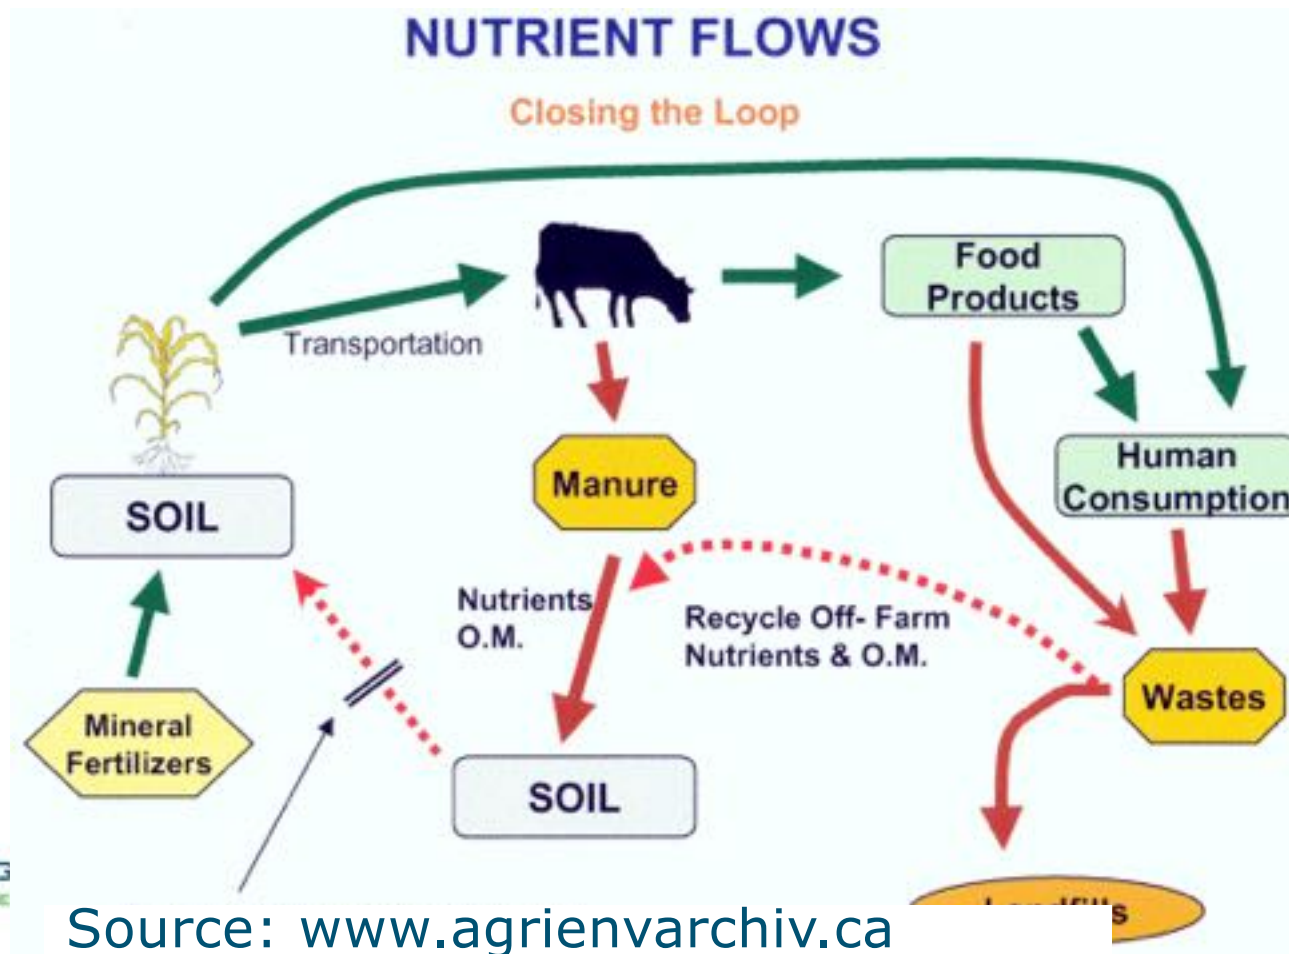 NUTRIENT FLOWS
Closing the Loop
Transportation
Food
Products
Human
Consumption
Manure
SOIL
Nutrients
O.M.
Recycle Off- Farm
Nutrients & O.M.
Wastes
Mineral
Fertilizers
SOIL
Source: www.agrienvarchiv.ca